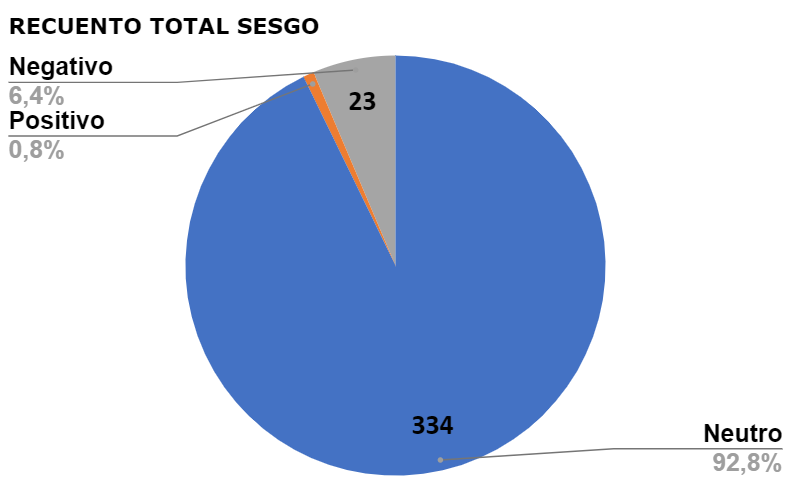 RECUENTO TOTAL SESGO
Negativo
6,4%
Positivo
0,8%
23
334
Neutro
92,8%